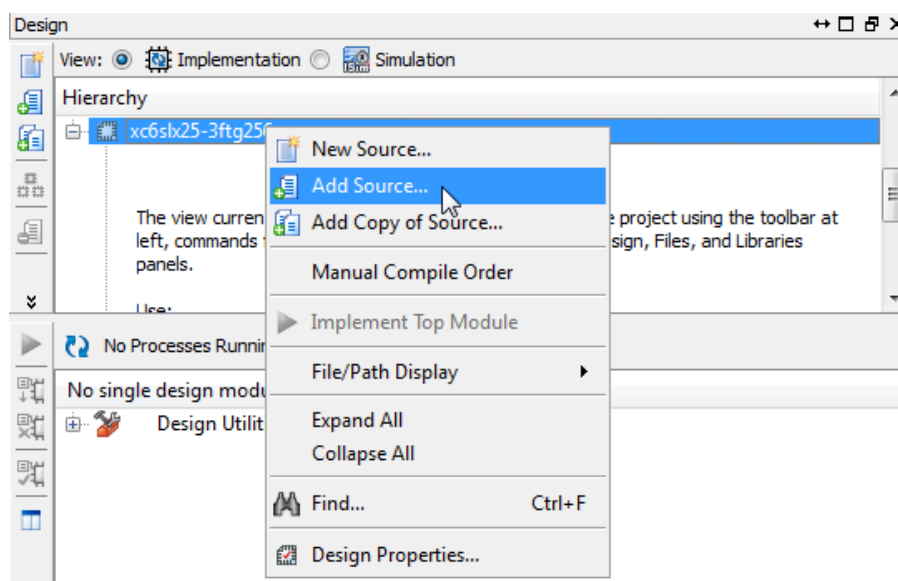 Design
View: Implementation Simulation
Hierarchy
xc6slx25-3ftg256
New Source...
Add Source...
Add Copy of Source...
The view curren e project using the toolbar at
left, commands sign, Files, and Libraries
panels.
Manual Compile Order
Use:
Implement Top Module
No Processes Runnin
File/Path Display
No single design modu
Expand All
Design Utilit
Collapse All
Find... Ctrl+F
Design Properties...